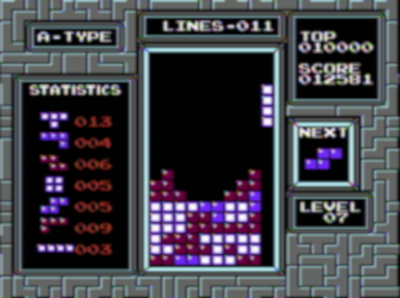 A-TYPE
LINES-011
TOP
010000
SCORE
012581
STATISTICS
013
004
006
005
005
009
003
NEXT
LEVEL
07